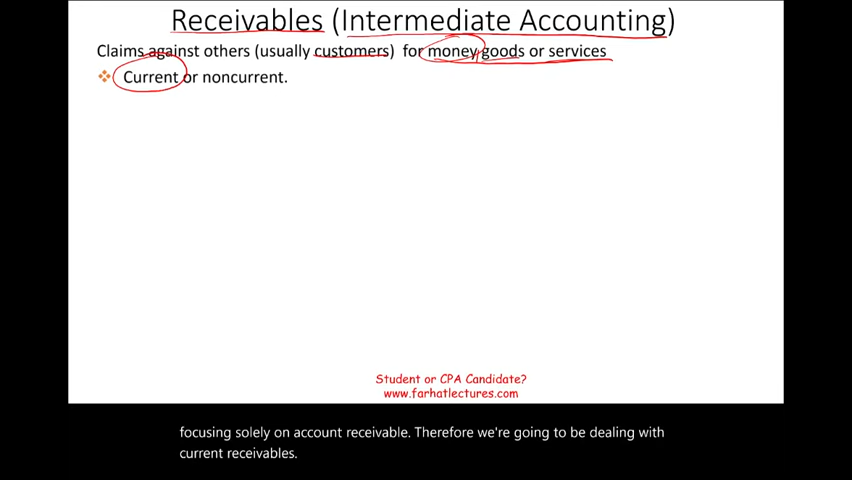 Receivables (Intermediate Accounting)
Claims against others (usually customers) for money, goods or services
Current or noncurrent.
Student or CPA Candidate?
www.farhatlectures.com
focusing solely on account receivable. Therefore we're going to be dealing with
current receivables.